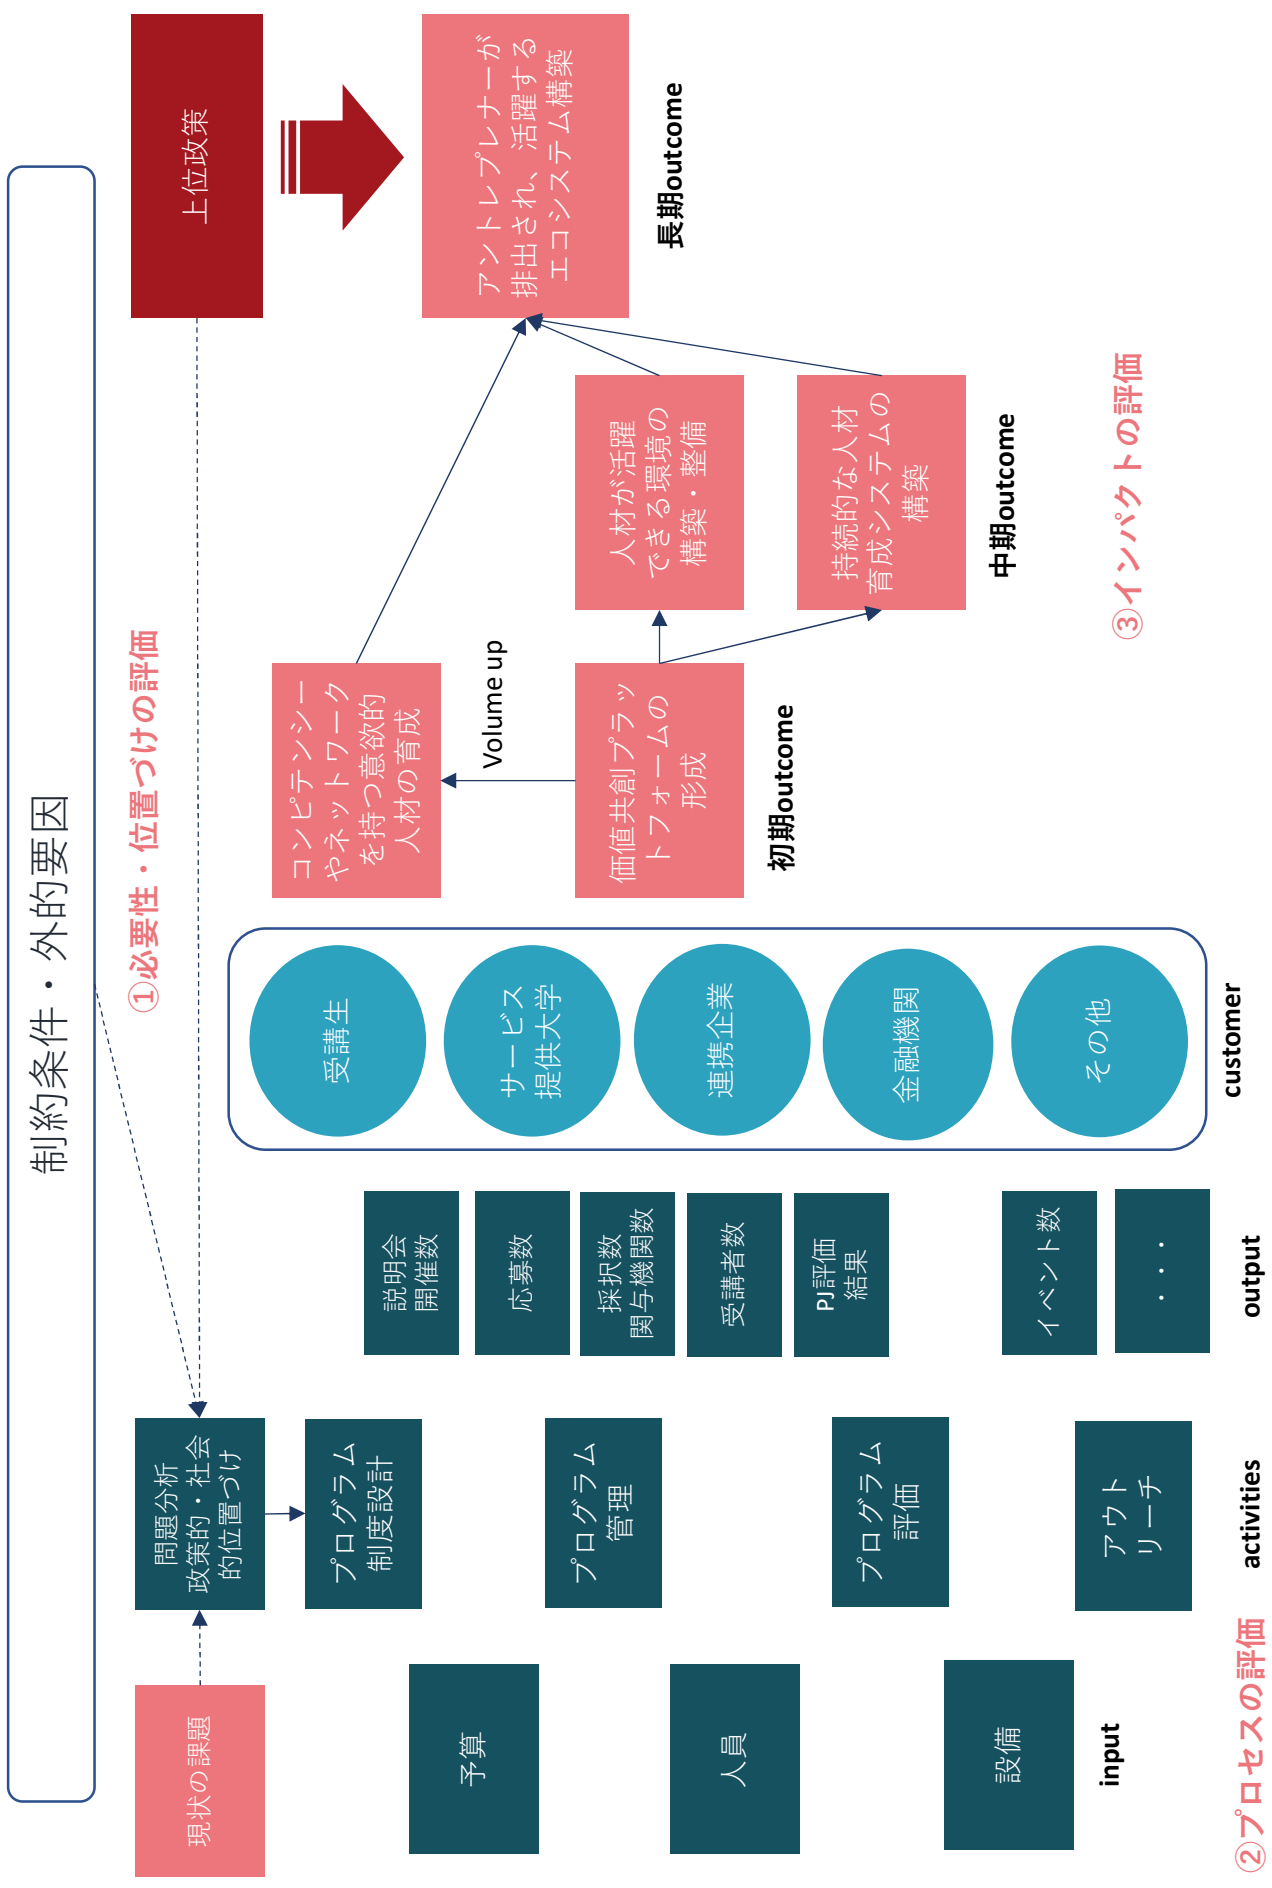 制約条件・外的要因
①必要性・位置づけの評価
現状の課題
問題分析
政策的・社会
的位置づけ
上位政策
予算
人員
設備
input
②プロセスの評価
プログラム
制度設計
プログラム
管理
プログラム
評価
アウト
リーチ
activities
説明会
開催数
応募数
採択数
関与機関数
受講者数
PJ評価
結果
イベント数
・・・
output
受講生
サービス
提供大学
連携企業
金融機関
その他
customer
コンピテンシー
やネットワーク
を持つ意欲的
人材の育成
Volume up
価値共創プラッ
トフォームの
形成
初期outcome
人材が活躍
できる環境の
構築・整備
持続的な人材
育成システムの
構築
中期outcome
③インパクトの評価
アントレプレナーが
排出され、活躍する
エコシステム構築
長期outcome